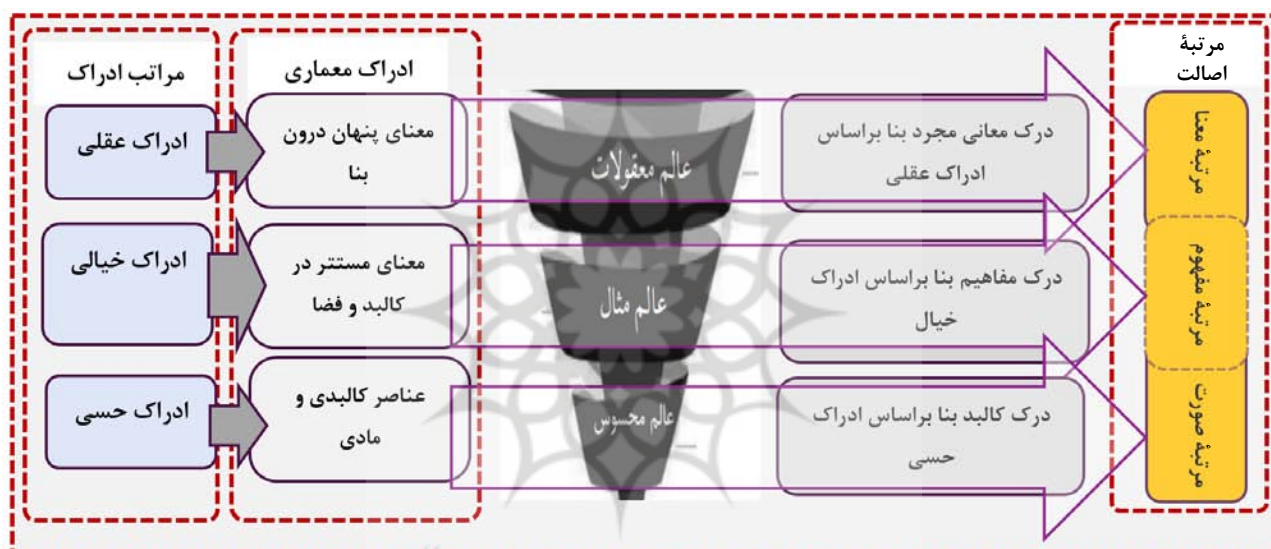 مرتبهٔ
اصالت
ادراک معماری
مراتب ادراک
ادراک عقلی
معنای پنهان درون
بنا
عالم معقولات
درک معانی مجرد بنا براساس
ادراک عقلی
مرتبهٔ معنا
ادراک خیالی
معنای مستتر در
کالبد و فضا
عالم مثال
درک مفاهیم بنا براساس ادراک
خیال
مرتبهٔ مفهوم
ادراک حسی
عناصر کالبدی و
مادی
عالم محسوس
درک کالبد بنا براساس ادراک
حسی
مرتبهٔ صورت